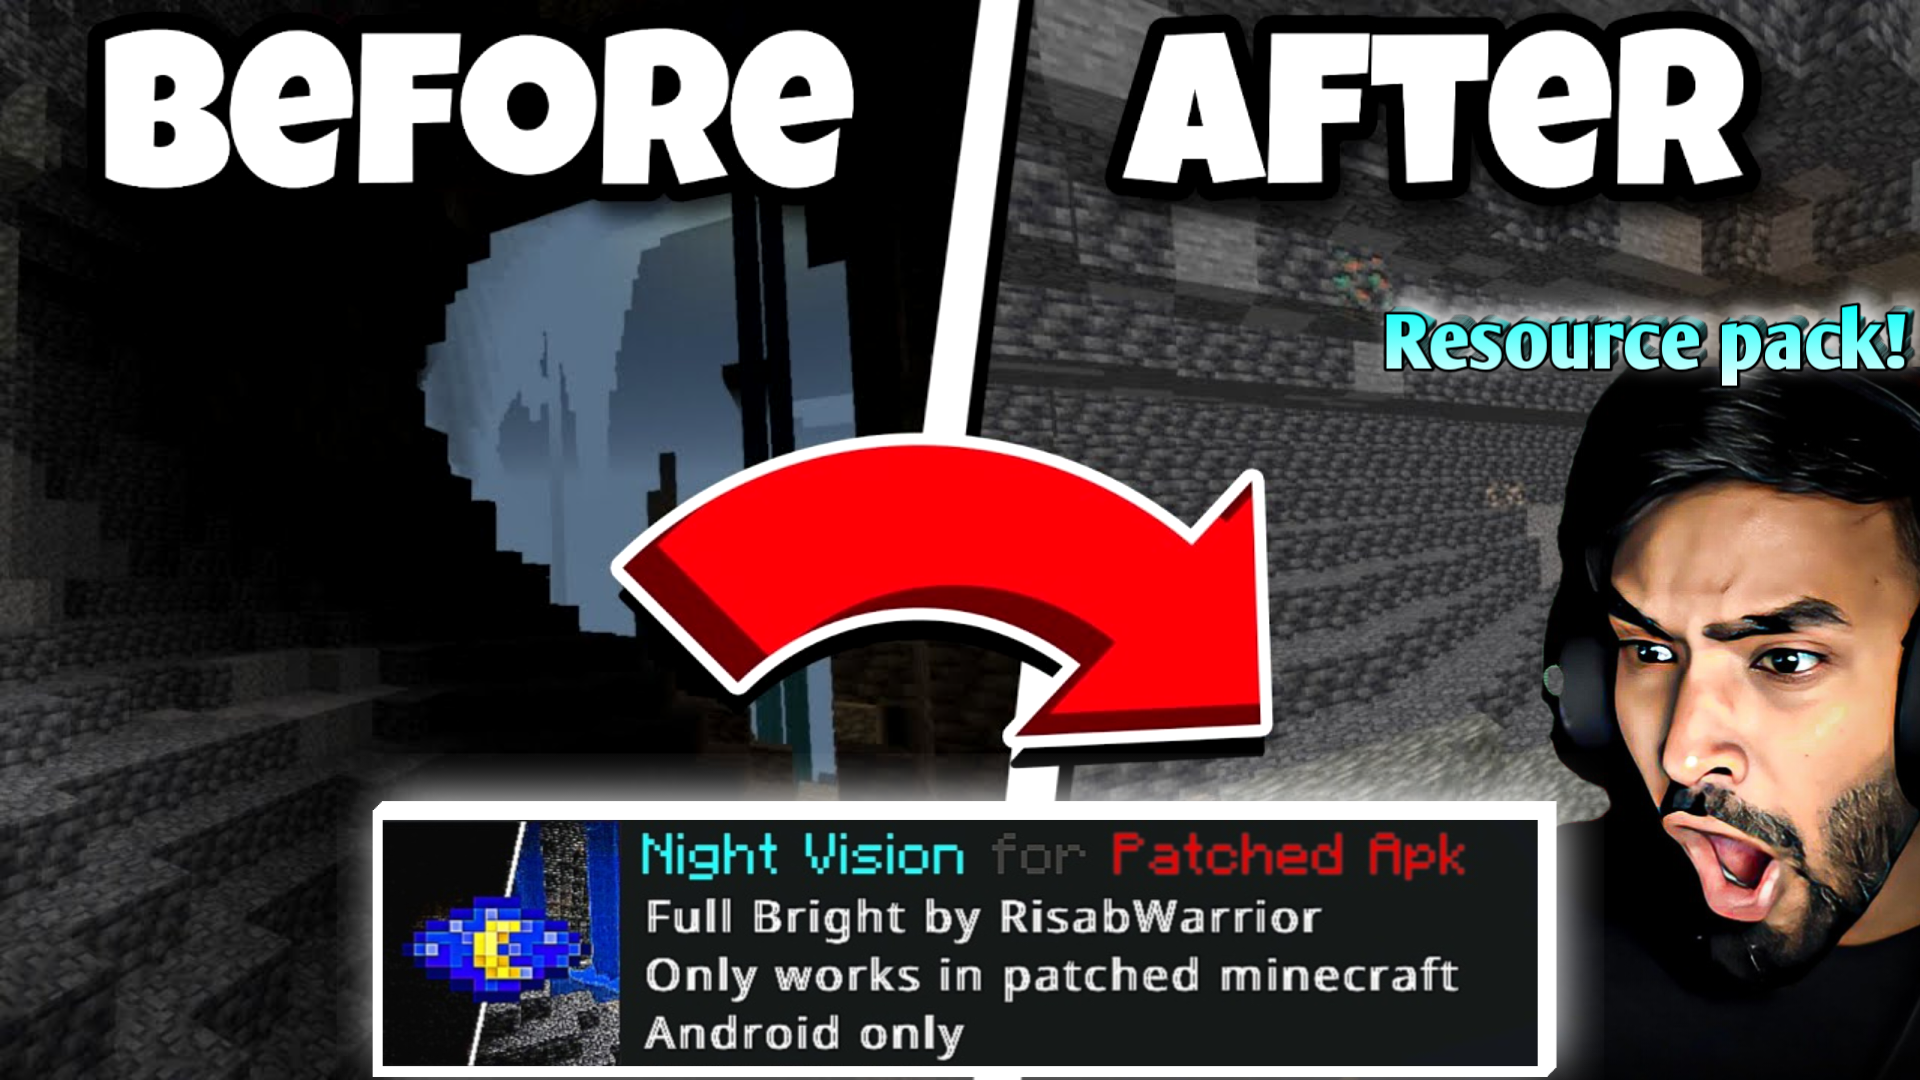 BeFORe
AFTeR
Resource pack!
Night Vision for Patched Apk
Full Bright by RisabWarrior
Only works in patched minecraft
Android only